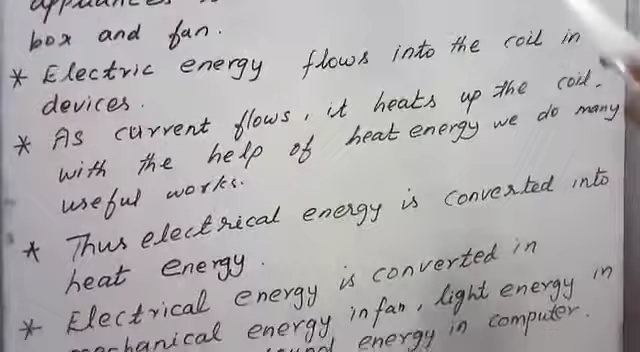 appliances
box and fan.
* Electric energy flows into the coil in
devices.
* As current flows, it heats up the coil.
with the help of heat energy we do many
useful works.
* Thus electrical energy is converted into
heat energy.
* Electrical energy is converted in
mechanical energy in fan, light energy in
sound energy in computer.